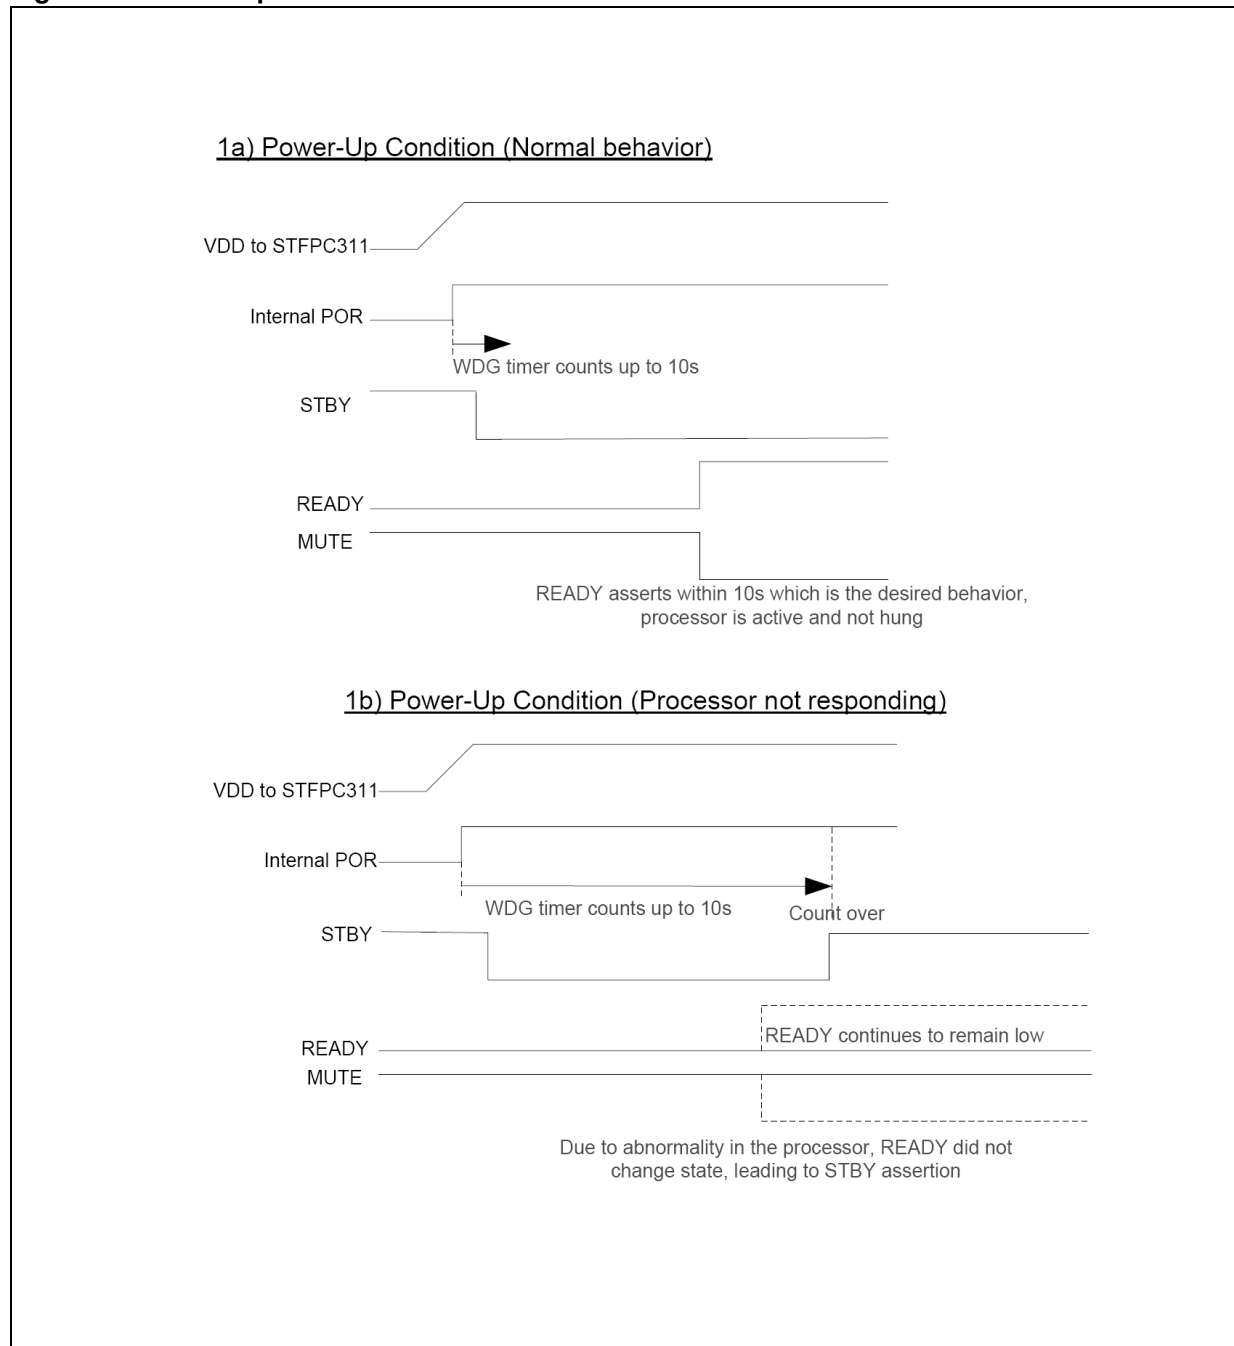 1a) Power-Up Condition (Normal behavior)
VDD to STFPC311
Internal POR
WDG timer counts up to 10s
STBY
READY
MUTE
READY asserts within 10s which is the desired behavior,
processor is active and not hung
1b) Power-Up Condition (Processor not responding)
VDD to STFPC311
Internal POR
WDG timer counts up to 10s
Count over
STBY
READY continues to remain low
READY
MUTE
Due to abnormality in the processor, READY did not
change state, leading to STBY assertion